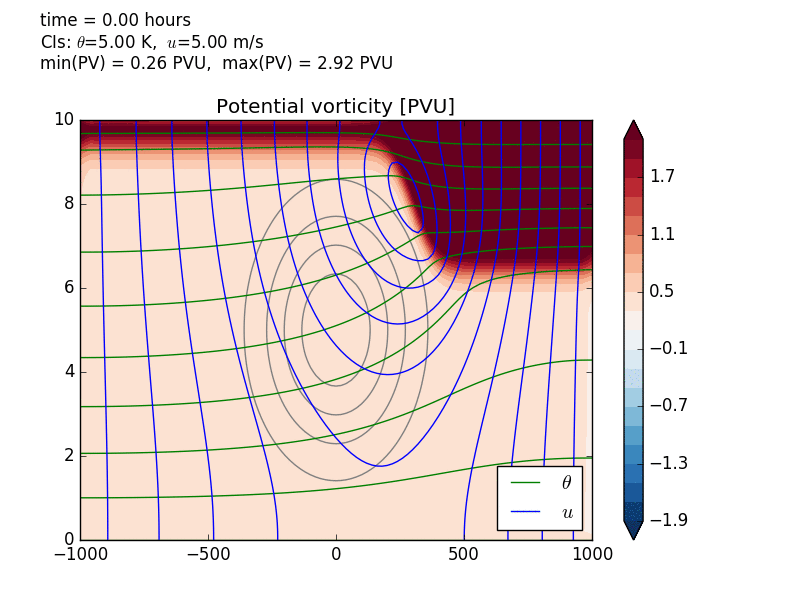 time = 0.00 hours
CIs: θ=5.00 K, u=5.00 m/s
min(PV) = 0.26 PVU, max(PV) = 2.92 PVU
Potential vorticity [PVU]
10
8
6
4
2
0
−1000 −500 0 500 1000
θ
u
1.7
1.1
0.5
−0.1
−0.7
−1.3
−1.9